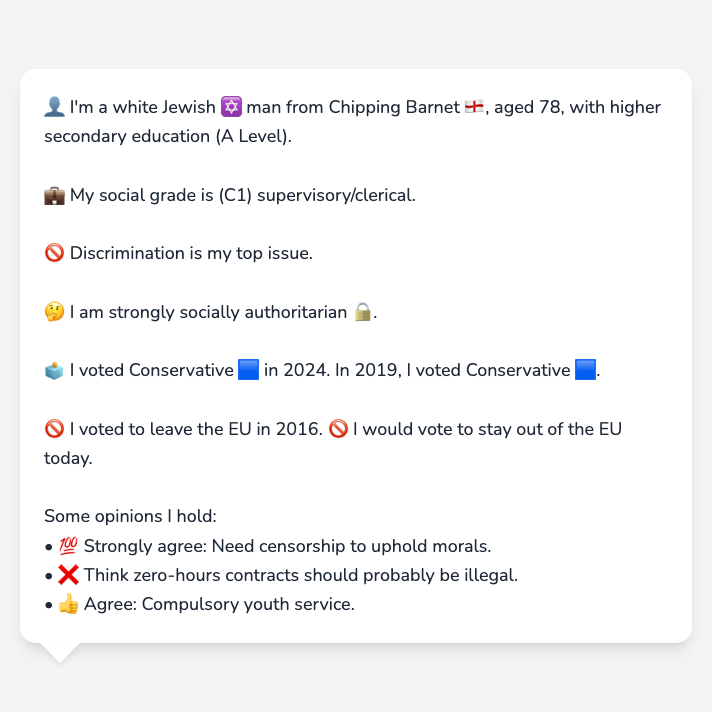 👤 I'm a white Jewish 🔯 man from Chipping Barnet 🏴󠁧󠁢󠁥󠁮󠁧󠁿, aged 78, with higher
secondary education (A Level).
💼 My social grade is (C1) supervisory/clerical.
🚫 Discrimination is my top issue.
🤔 I am strongly socially authoritarian 🔒.
🗳️ I voted Conservative 🟦 in 2024. In 2019, I voted Conservative 🟦.
🚫 I voted to leave the EU in 2016. 🚫 I would vote to stay out of the EU
today.
Some opinions I hold:
• 💯 Strongly agree: Need censorship to uphold morals.
• ❌ Think zero-hours contracts should probably be illegal.
• 👍 Agree: Compulsory youth service.